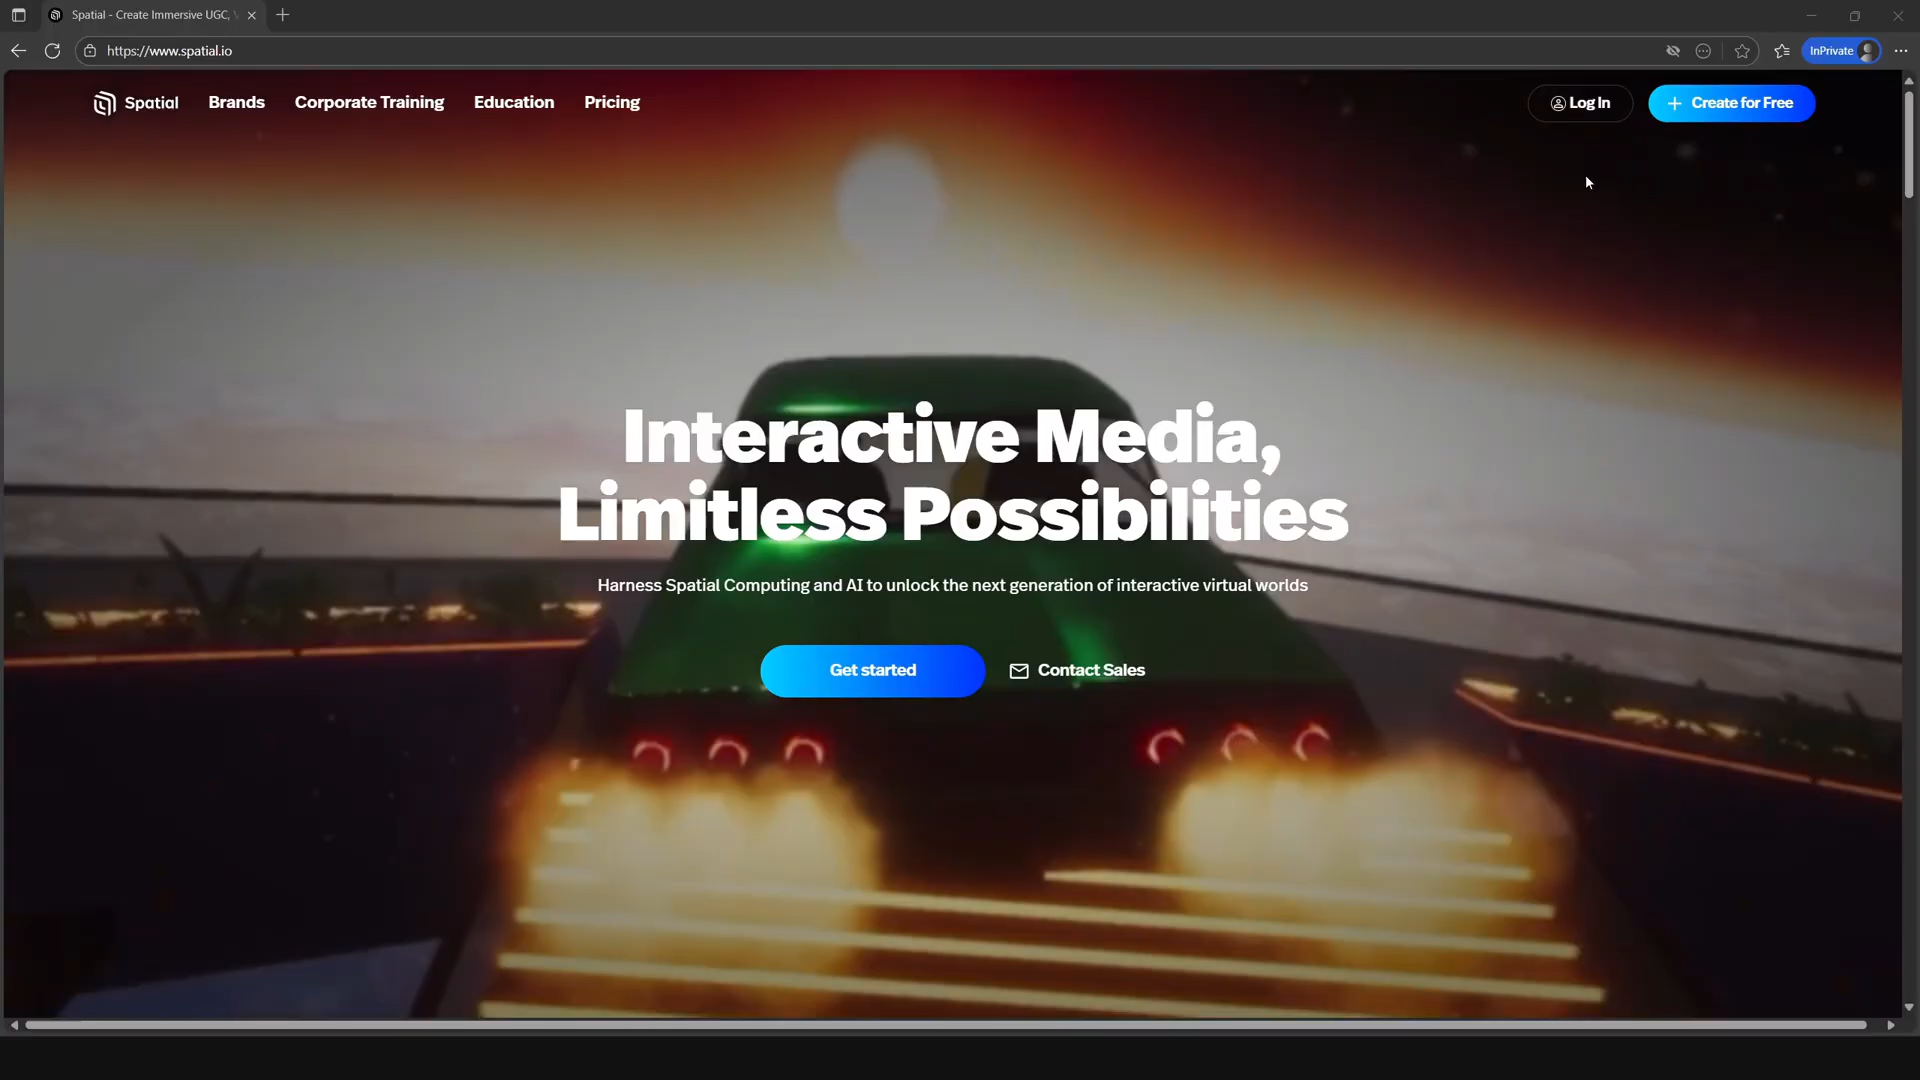 Spatial - Create Immersive UGC,
https://www.spatial.io
InPrivate
Spatial
Brands
Corporate Training
Education
Pricing
Log In
Create for Free
Interactive Media,
Limitless Possibilities
Harness Spatial Computing and AI to unlock the next generation of interactive virtual worlds
Get started
Contact Sales